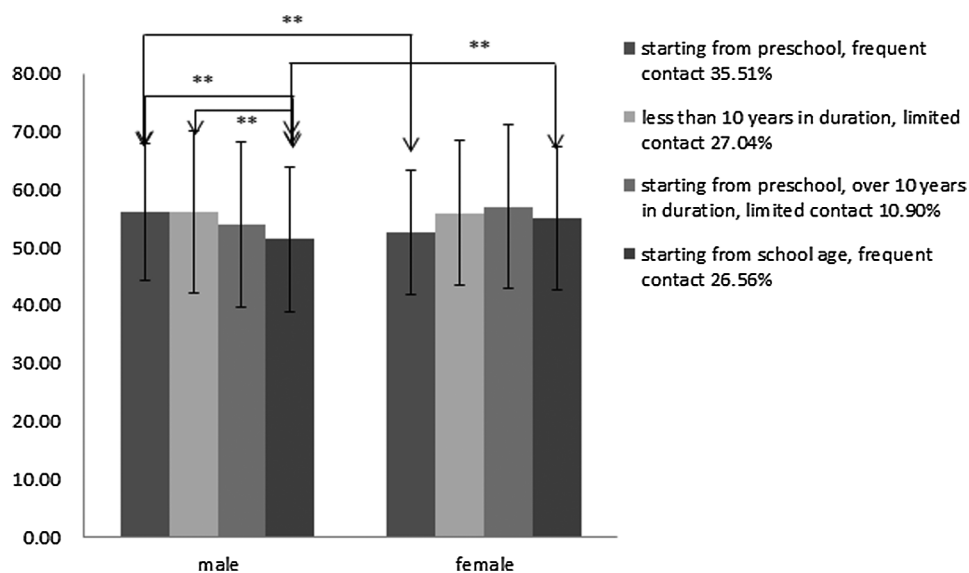 **
**
80.00
**
70.00
**
60.00
50.00
40.00
30.00
20.00
10.00
0.00
male
female
starting from preschool, frequent
contact 35.51%
less than 10 years in duration, limited
contact 27.04%
starting from preschool, over 10 years
in duration, limited contact 10.90%
starting from school age, frequent
contact 26.56%